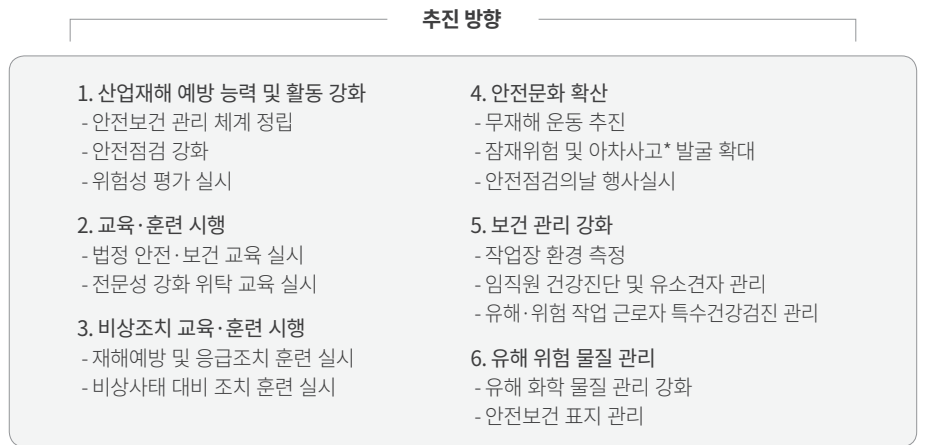 추진 방향
1. 산업재해 예방 능력 및 활동 강화
- 안전보건 관리 체계 정립
- 안전점검 강화
- 위험성 평가 실시
2. 교육·훈련 시행
- 법정 안전·보건 교육 실시
- 전문성 강화 위탁 교육 실시
3. 비상조치 교육·훈련 시행
- 재해예방 및 응급조치 훈련 실시
- 비상사태 대비 조치 훈련 실시
4. 안전문화 확산
- 무재해 운동 추진
- 잠재위험 및 아차사고* 발굴 확대
- 안전점검의날 행사실시
5. 보건 관리 강화
- 작업장 환경 측정
- 임직원 건강진단 및 유소견자 관리
- 유해·위험 작업 근로자 특수건강검진 관리
6. 유해 위험 물질 관리
- 유해 화학 물질 관리 강화
- 안전보건 표지 관리